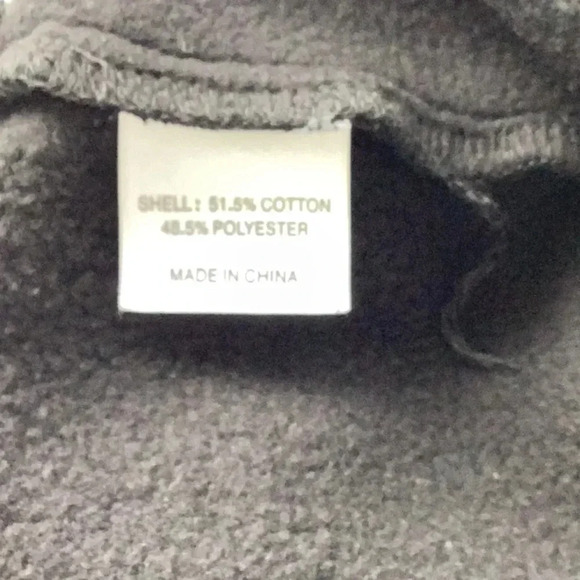 SHELL: 51.5% COTTON
48.5% POLYESTER
MADE IN CHINA